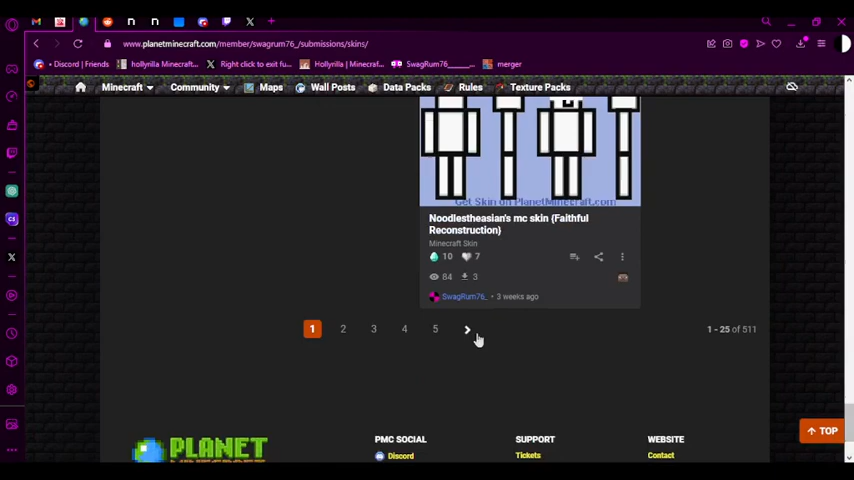 www.planetminecraft.com/member/swagrum76_/submissions/skins/
Discord | Friends
hollyrilla Minecraft...
Right click to exit fu...
Hollyrilla | Minecraf...
SwagRum76______...
merger
Minecraft
Community
Maps
Wall Posts
Data Packs
Rules
Texture Packs
Get Skin on PlanetMinecraft.com
Noodlestheasian's mc skin {Faithful
Reconstruction}
Minecraft Skin
10 7
84 3
SwagRum76_ • 3 weeks ago
1 2 3 4 5
1 - 25 of 511
TOP
PLANET
PMC SOCIAL
SUPPORT
WEBSITE
Discord
Tickets
Contact